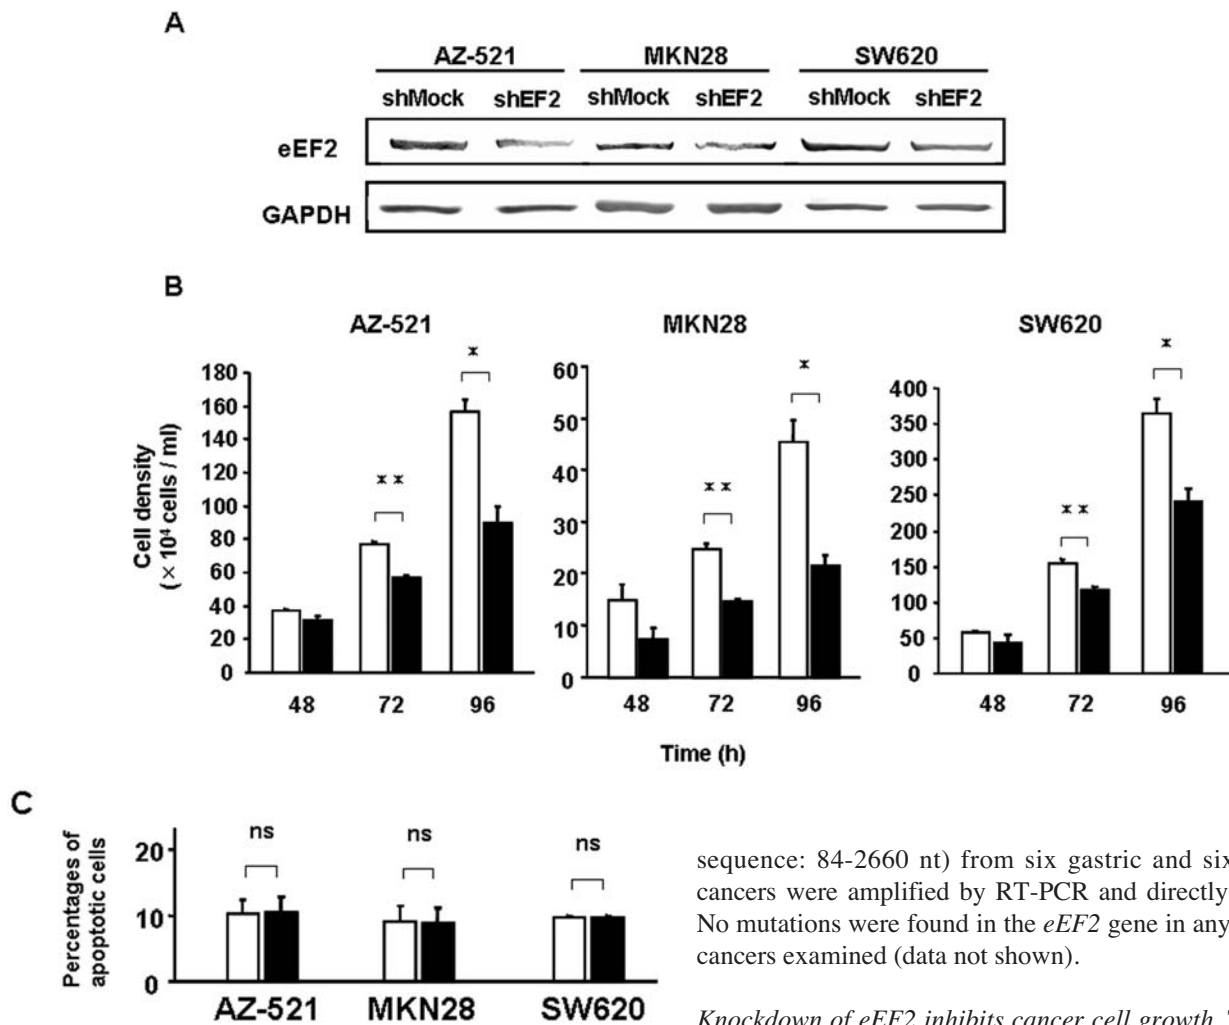 A
AZ-521 MKN28 SW620
shMock shEF2 shMock shEF2 shMock shEF2
eEF2
GAPDH
B
AZ-521 MKN28 SW620
Cell density
(× 10⁴ cells / ml)
180
160
140
120
100
80
60
40
20
0
* *
*
48 72 96
60
50
40
30
20
10
0
* *
*
48 72 96
400
350
300
250
200
150
100
50
0
* *
*
48 72 96
Time (h)
C
Percentages of
apoptotic cells
20
10
0
ns ns ns
AZ-521 MKN28 SW620
sequence: 84-2660 nt) from six gastric and six
cancers were amplified by RT-PCR and directly
No mutations were found in the eEF2 gene in any
cancers examined (data not shown).
Knockdown of eEF2 inhibits cancer cell growth.